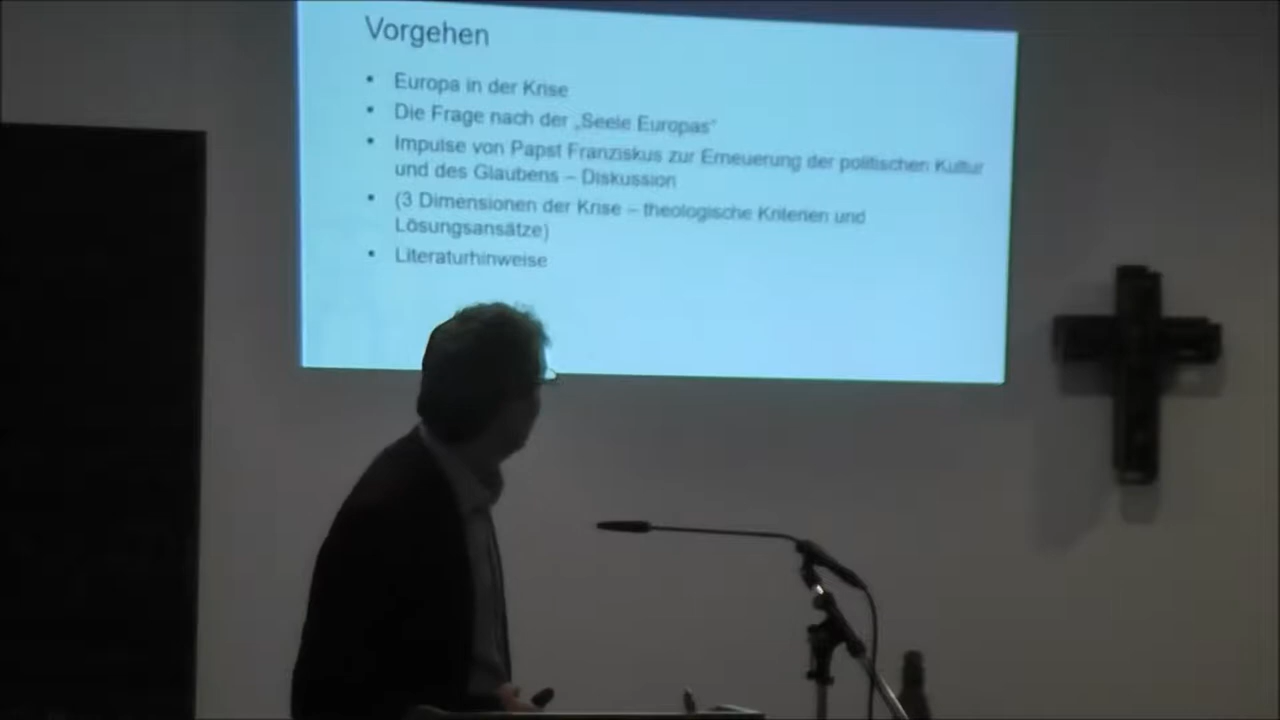 Vorgehen
• Europa in der Krise
• Die Frage nach der „Seele Europas“
• Impulse von Papst Franziskus zur Erneuerung der politischen Kultur
und des Glaubens – Diskussion
• (3 Dimensionen der Krise – theologische Kriterien und
Lösungsansätze)
• Literaturhinweise